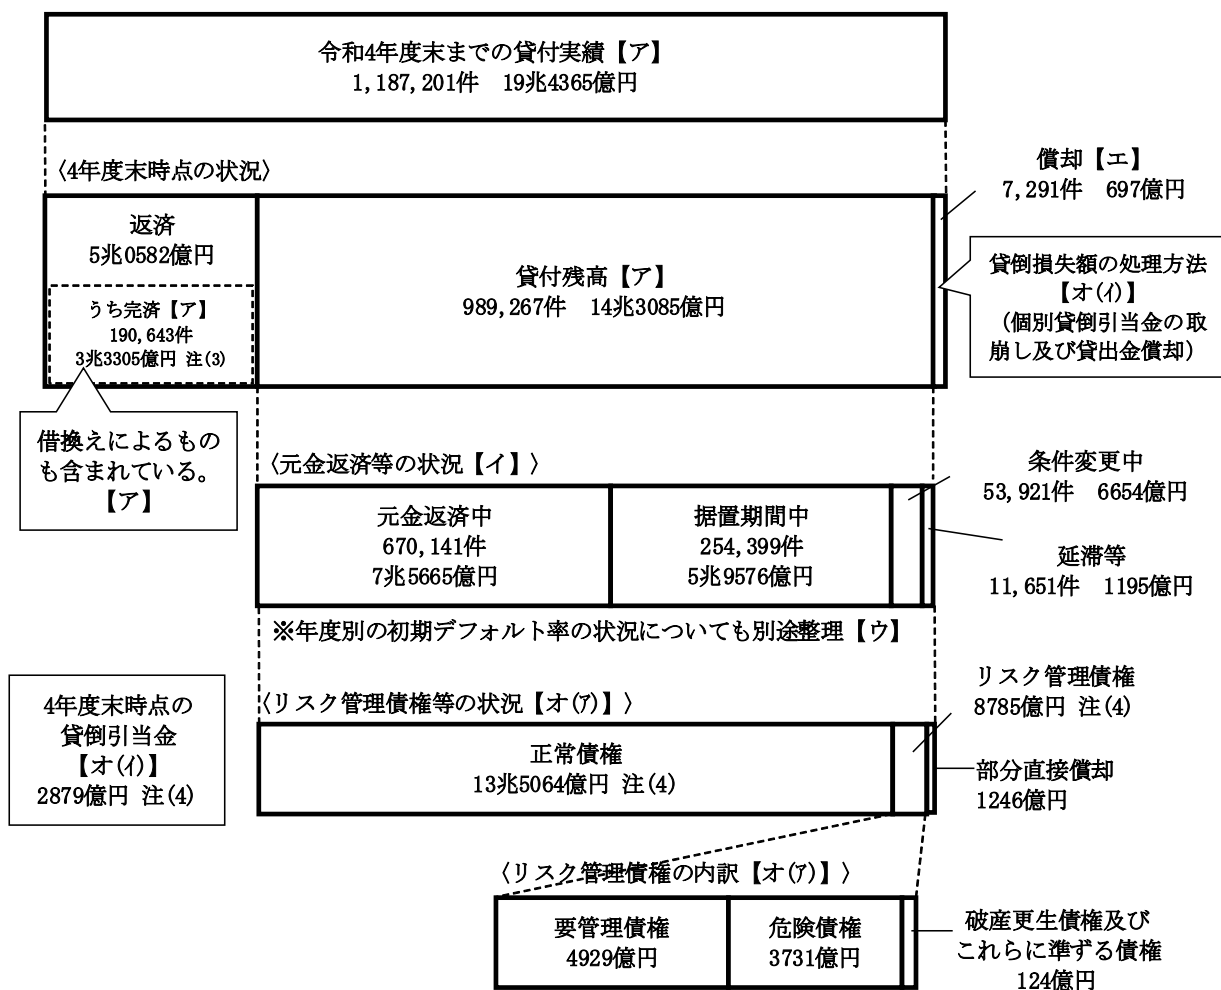 令和4年度末までの貸付実績【ア】
1,187,201件 19兆4365億円
〈4年度末時点の状況〉
償却【エ】
7,291件 697億円
返済
5兆0582億円
うち完済【ア】
190,643件
3兆3305億円 注(3)
貸付残高【ア】
989,267件 14兆3085億円
貸倒損失額の処理方法
【オ(イ)】
(個別貸倒引当金の取
崩し及び貸出金償却)
借換えによるもの
も含まれている。
【ア】
〈元金返済等の状況【イ】〉
条件変更中
53,921件 6654億円
元金返済中
670,141件
7兆5665億円
据置期間中
254,399件
5兆9576億円
延滞等
11,651件 1195億円
※年度別の初期デフォルト率の状況についても別途整理【ウ】
4年度末時点の
貸倒引当金
【オ(イ)】
2879億円 注(4)
〈リスク管理債権等の状況【オ(ア)】〉
リスク管理債権
8785億円 注(4)
正常債権
13兆5064億円 注(4)
部分直接償却
1246億円
〈リスク管理債権の内訳【オ(ア)】〉
要管理債権
4929億円
危険債権
3731億円
破産更生債権及び
これらに準ずる債権
124億円